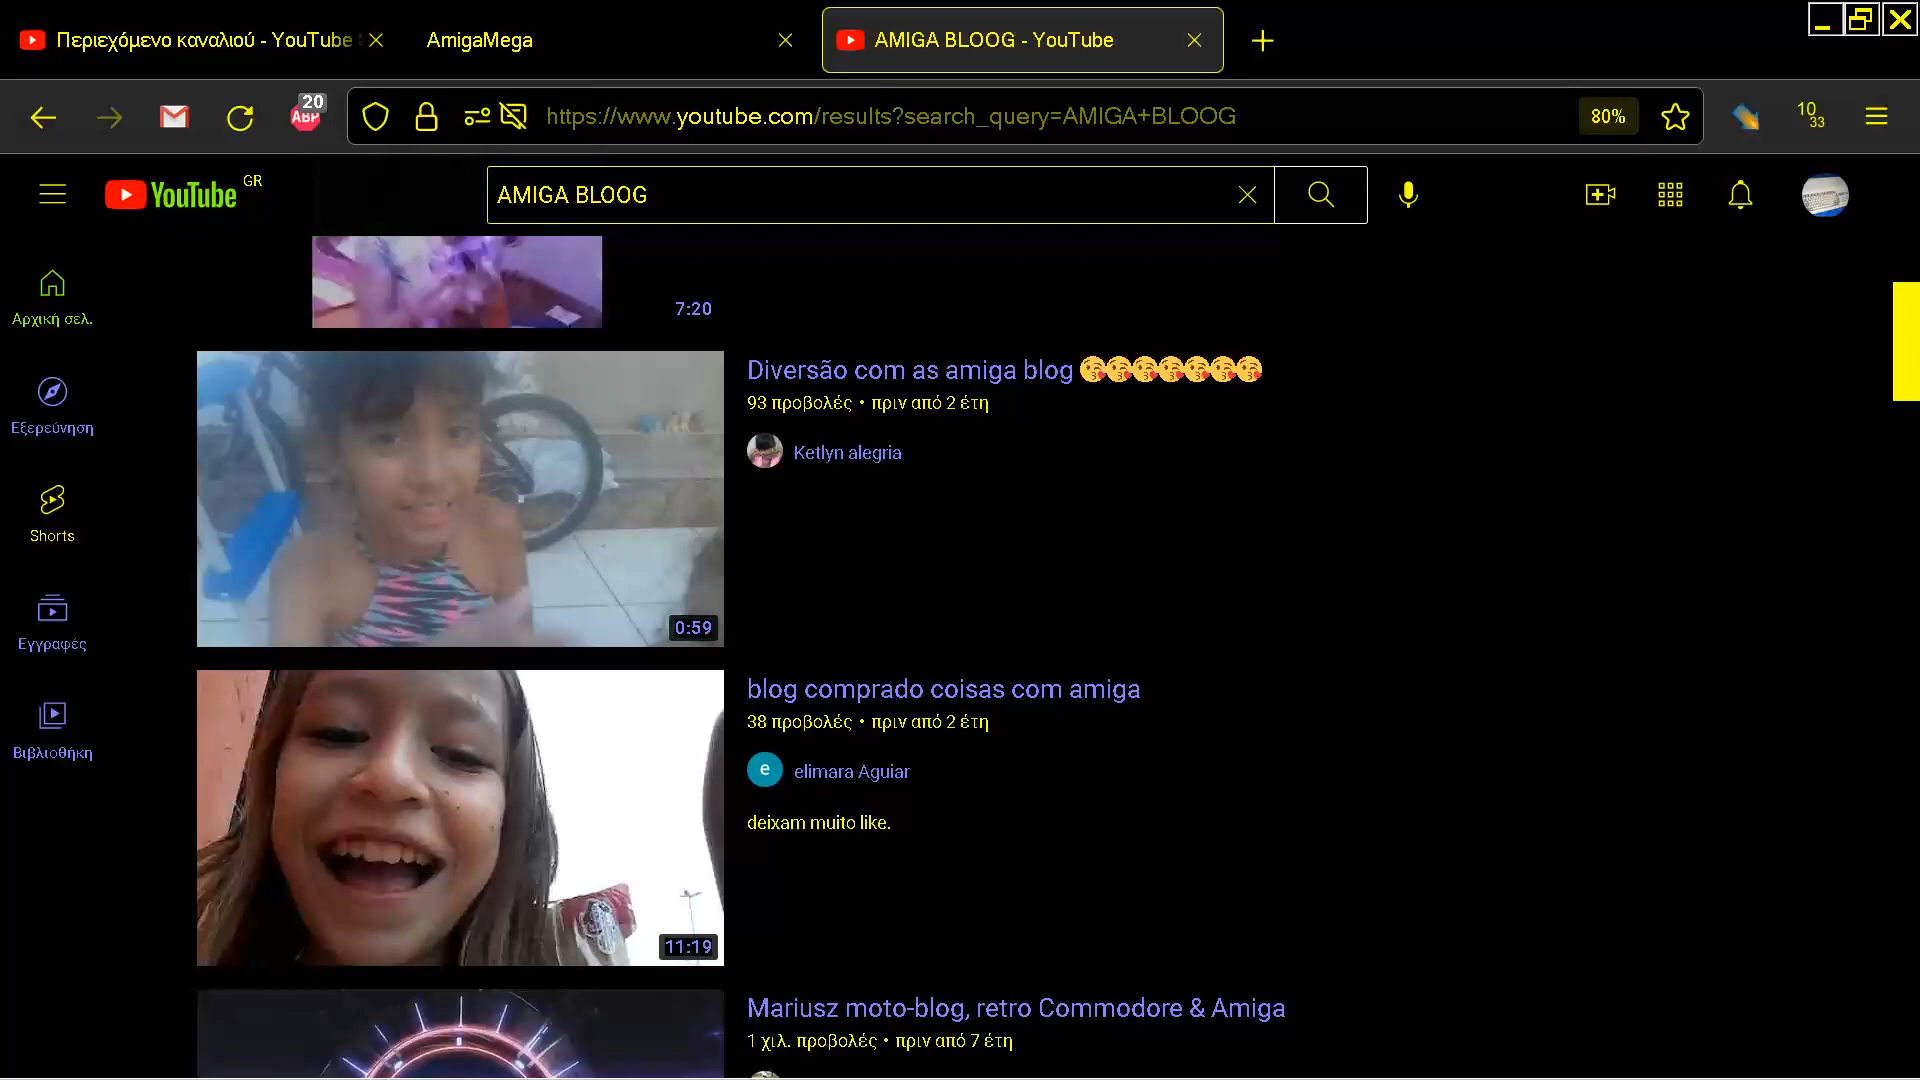 Περιεχόμενο καναλιού - YouTube
AmigaMega
AMIGA BLOOG - YouTube
20
ABP
https://www.youtube.com/results?search_query=AMIGA+BLOOG
80%
10
33
YouTube
GR
AMIGA BLOOG
7:20
Αρχική σελ.
Εξερεύνηση
Shorts
Εγγραφές
Βιβλιοθήκη
Diversão com as amiga blog 😘😘😘😘😘😘😘
93 προβολές • πριν από 2 έτη
Ketlyn alegria
0:59
blog comprado coisas com amiga
38 προβολές • πριν από 2 έτη
e
elimara Aguiar
deixam muito like.
11:19
Mariusz moto-blog, retro Commodore & Amiga
1 χιλ. προβολές • πριν από 7 έτη